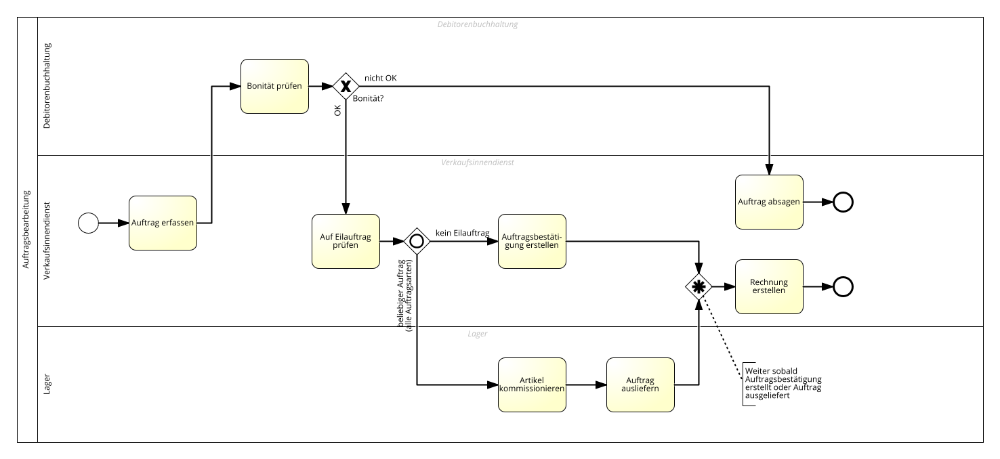 Auftragsbearbeitung
Debitorenbuchhaltung
Debitorenbuchhaltung
Bonität prüfen
nicht OK
Bonität?
OK
Verkaufsinnendienst
Verkaufsinnendienst
Auftrag erfassen
Auf Eilauftrag
prüfen
kein Eilauftrag
beliebiger Auftrag
(alle Auftragsarten)
Auftragsbestäti-
gung erstellen
Auftrag absagen
Rechnung
erstellen
Lager
Lager
Artikel
kommissionieren
Auftrag
ausliefern
Weiter sobald
Auftragsbestätigung
erstellt oder Auftrag
ausgeliefert